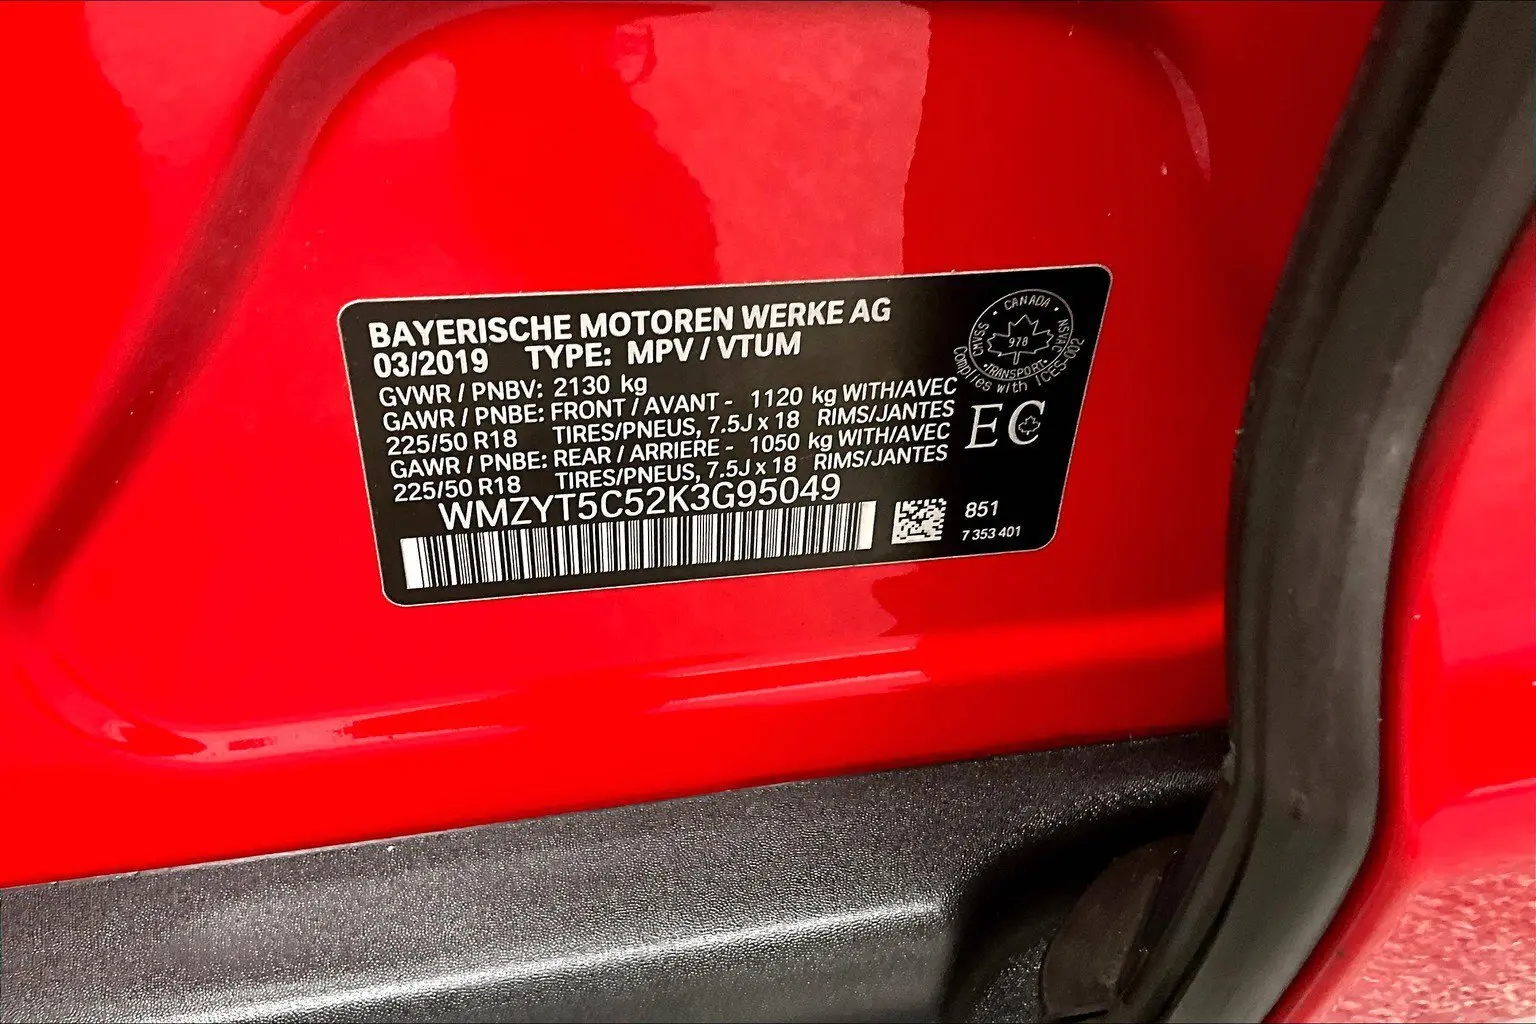 BAYERISCHE MOTOREN WERKE AG
03/2019 TYPE: MPV / VTUM
GVWR / PNBV: 2130 kg
GAWR / PNBE: FRONT / AVANT - 1120 kg WITH/AVEC
225/50 R18 TIRES/PNEUS, 7.5J x 18 RIMS/JANTES
GAWR / PNBE: REAR / ARRIÈRE - 1050 kg WITH/AVEC
225/50 R18 TIRES/PNEUS, 7.5J x 18 RIMS/JANTES
WMZYT5C52K3G95049
CANADA
CMVSS
NSVAC
978
TRANSPORT
Complies with ICES-002
EC
851
7 353 401